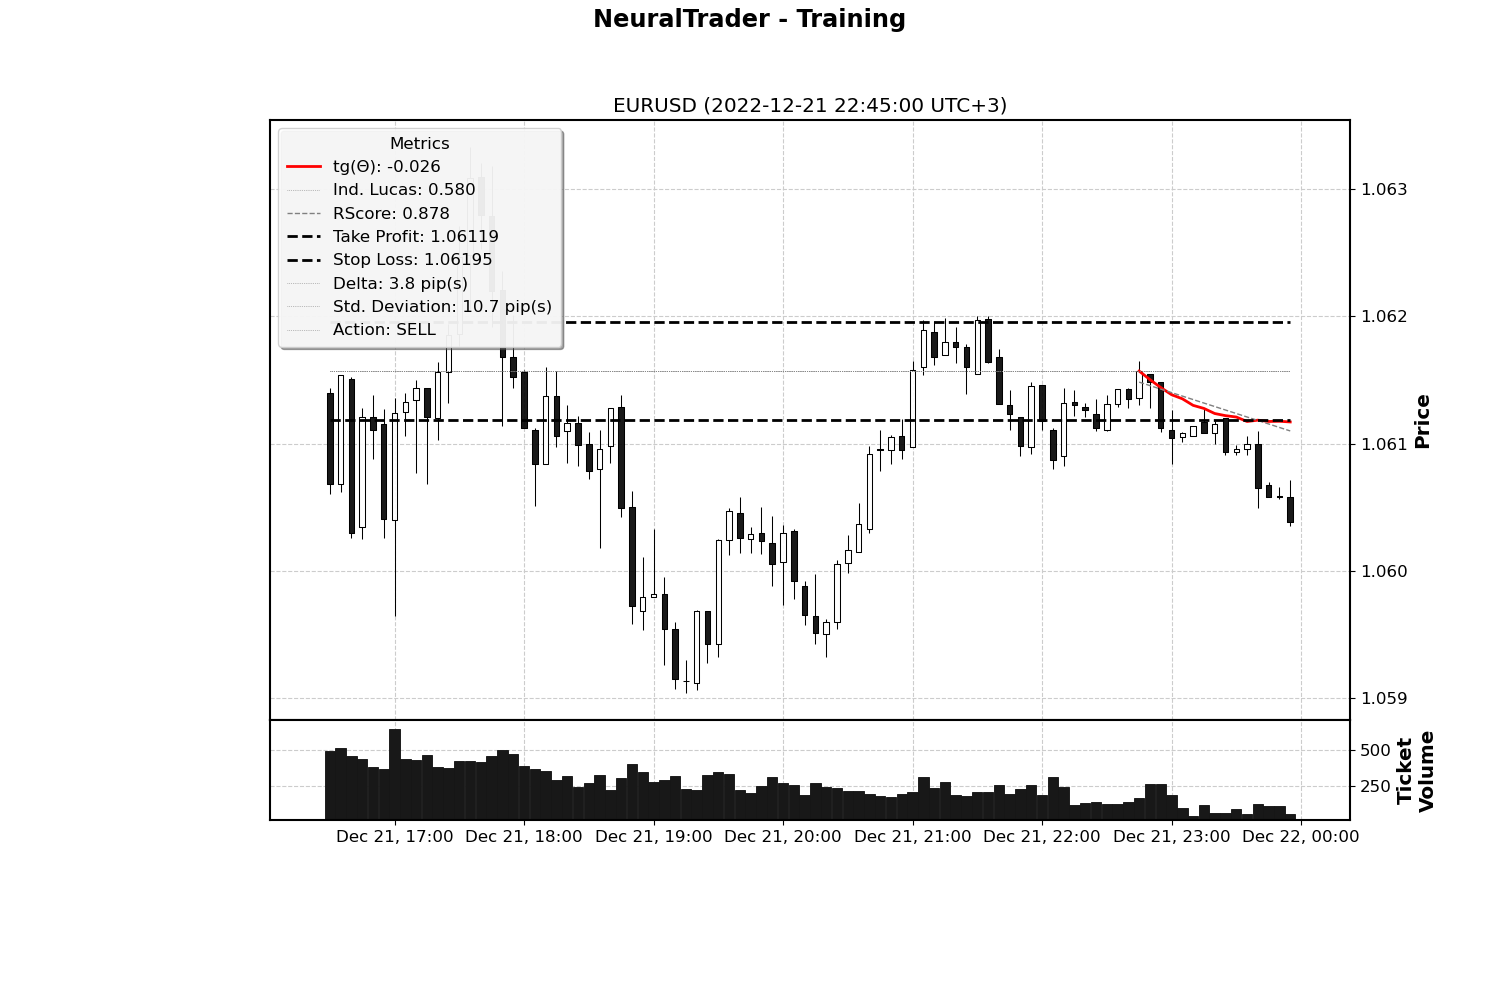 NeuralTrader - Training
EURUSD (2022-12-21 22:45:00 UTC+3)
Metrics
tg(Θ): -0.026
Ind. Lucas: 0.580
RScore: 0.878
Take Profit: 1.06119
Stop Loss: 1.06195
Delta: 3.8 pip(s)
Std. Deviation: 10.7 pip(s)
Action: SELL
1.063
1.062
1.061
1.060
1.059
Price
500
250
Ticket
Volume
Dec 21, 17:00 Dec 21, 18:00 Dec 21, 19:00 Dec 21, 20:00 Dec 21, 21:00 Dec 21, 22:00 Dec 21, 23:00 Dec 22, 00:00